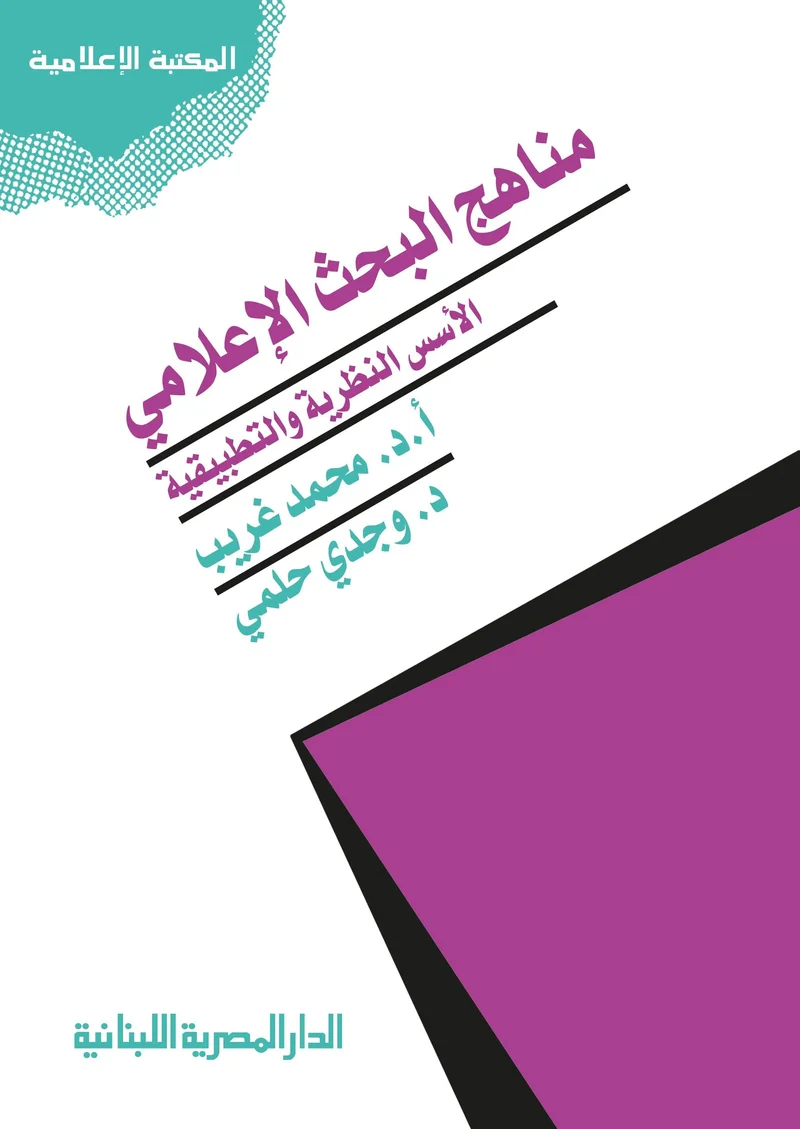 المكتبة الإعلامية
مناهج البحث الإعلامي
الأسس النظرية والتطبيقية
أ.د. محمد غريب
د. وجدي حلمي
الدار المصرية اللبنانية